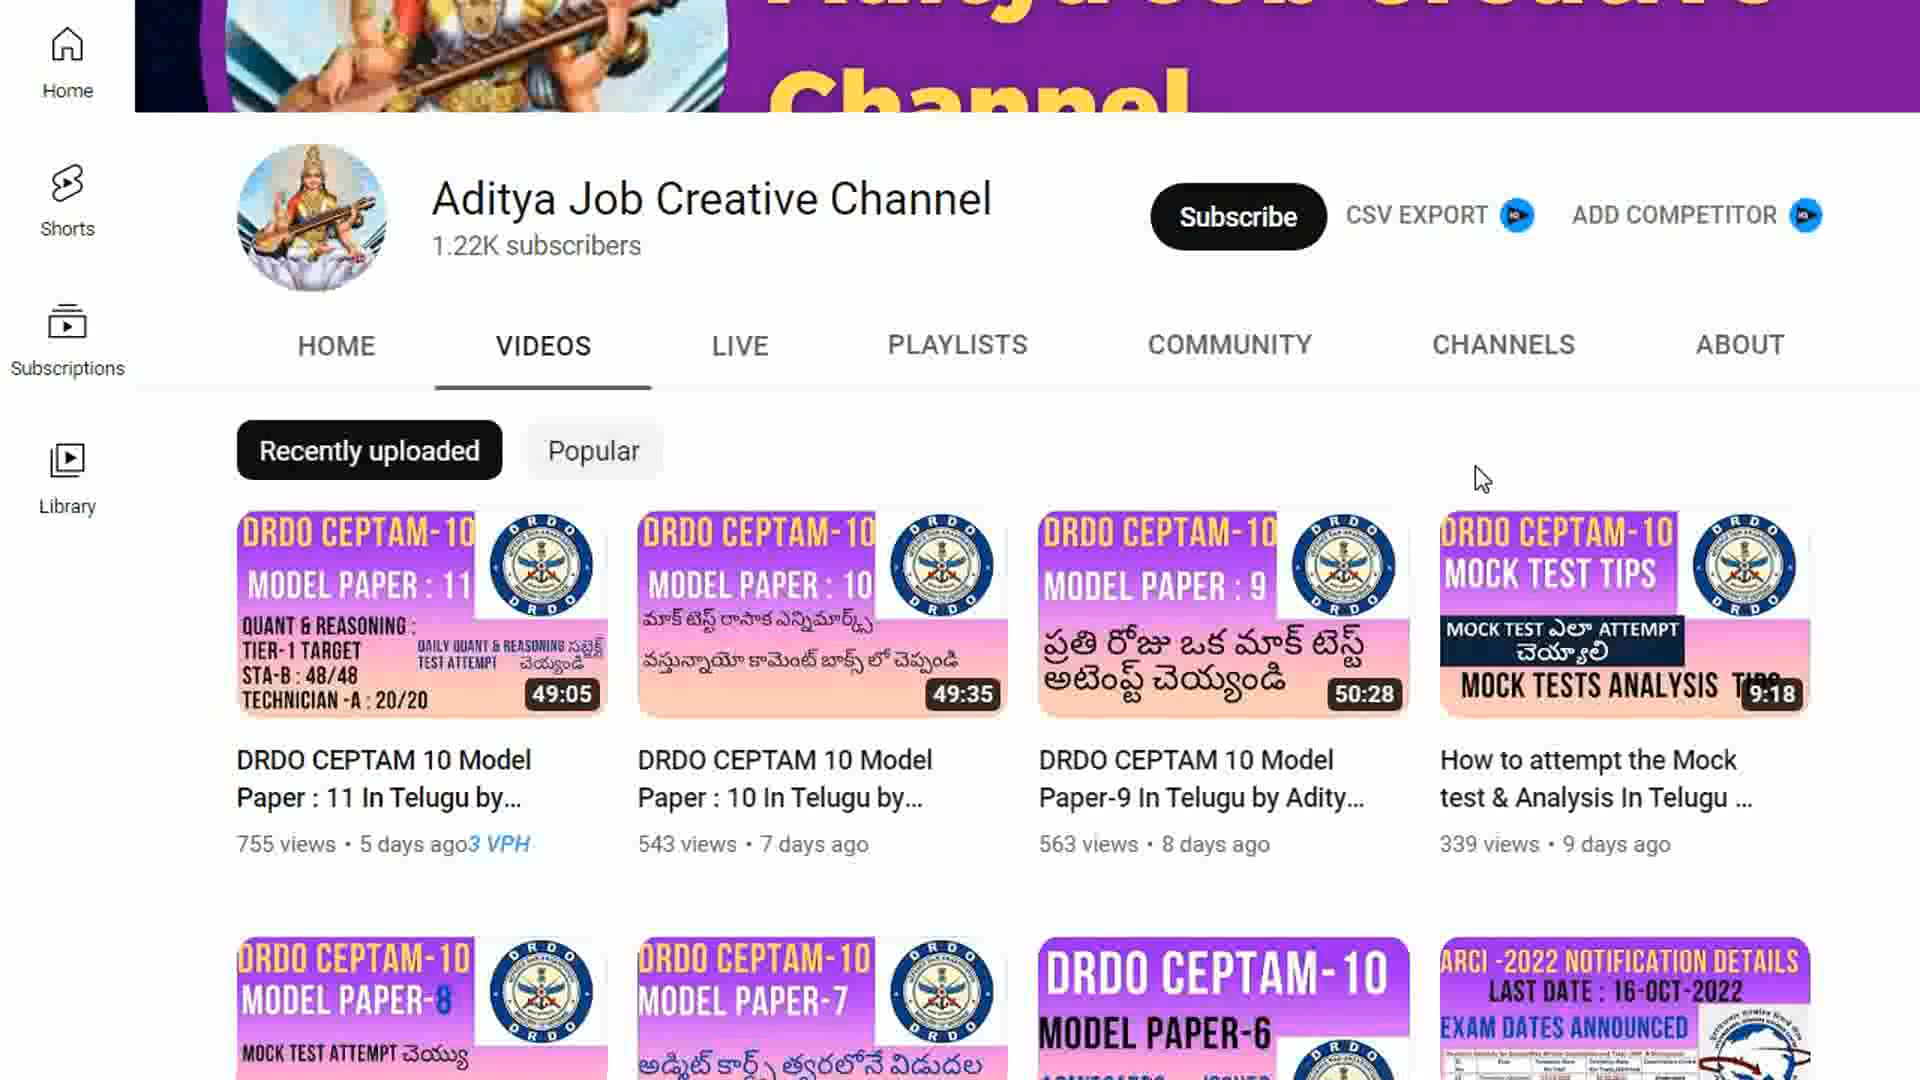 Channel
Home
Shorts
Subscriptions
Library
Aditya Job Creative Channel
1.22K subscribers
Subscribe
CSV EXPORT
ADD COMPETITOR
HOME
VIDEOS
LIVE
PLAYLISTS
COMMUNITY
CHANNELS
ABOUT
Recently uploaded
Popular
DRDO CEPTAM-10
MODEL PAPER : 11
QUANT & REASONING :
TIER-1 TARGET
STA-B : 48/48
TECHNICIAN -A : 20/20
DAILY QUANT & REASONING సబ్జెక్ట్
TEST ATTEMPT చెయ్యండి
49:05
DRDO
DRDO CEPTAM-10
MODEL PAPER : 10
మాక్ టెస్ట్ రాసాక ఎన్నిమార్క్స్
వస్తున్నాయో కామెంట్ బాక్స్ లో చెప్పండి
49:35
DRDO
DRDO CEPTAM-10
MODEL PAPER : 9
ప్రతి రోజు ఒక మాక్ టెస్ట్
అటెంప్ట్ చెయ్యండి
50:28
DRDO
DRDO CEPTAM-10
MOCK TEST TIPS
MOCK TEST ఎలా ATTEMPT
చెయ్యాలి
MOCK TESTS ANALYSIS TIPS
9:18
DRDO
DRDO CEPTAM 10 Model
Paper : 11 In Telugu by...
755 views • 5 days ago3 VPH
DRDO CEPTAM 10 Model
Paper : 10 In Telugu by...
543 views • 7 days ago
DRDO CEPTAM 10 Model
Paper-9 In Telugu by Adity...
563 views • 8 days ago
How to attempt the Mock
test & Analysis In Telugu ...
339 views • 9 days ago
DRDO CEPTAM-10
MODEL PAPER-8
MOCK TEST ATTEMPT చెయ్యు
DRDO
DRDO CEPTAM-10
MODEL PAPER-7
అడ్మిట్ కార్డ్స్ త్వరలోనే విడుదల
DRDO
DRDO CEPTAM-10
MODEL PAPER-6
DRDO
ARCI -2022 NOTIFICATION DETAILS
LAST DATE : 16-OCT-2022
EXAM DATES ANNOUNCED